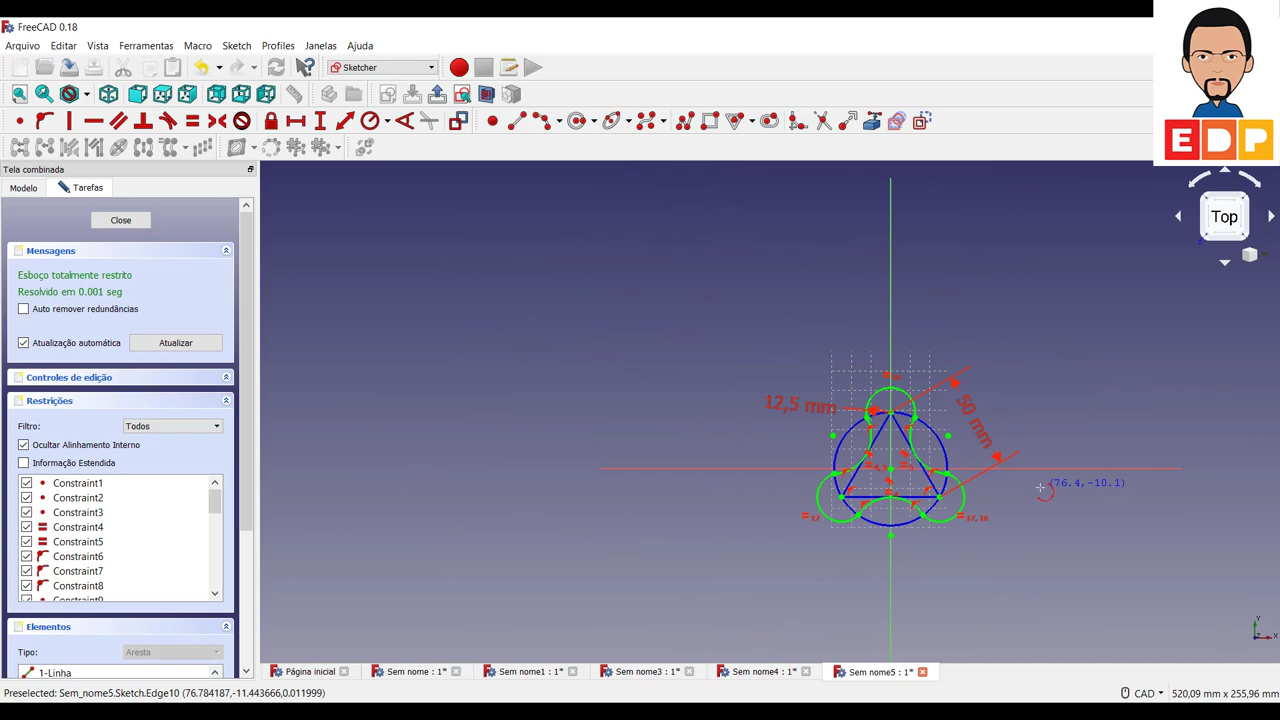 FreeCAD 0.18
Arquivo Editar Vista Ferramentas Macro Sketch Profiles Janelas Ajuda
Sketcher
EDP
Tela combinada
Modelo Tarefas
Close
Mensagens
Esboço totalmente restrito
Resolvido em 0.001 seg
Auto remover redundâncias
Atualização automática Atualizar
Controles de edição
Restrições
Filtro: Todos
Ocultar Alinhamento Interno
Informação Estendida
Constraint1
Constraint2
Constraint3
Constraint4
Constraint5
Constraint6
Constraint7
Constraint8
Constraint9
Elementos
Tipo: Aresta
1-Linha
Top
12,5 mm
50 mm
(76.4,-10.1)
17
17, 16
Y
Z
X
Página inicial Sem nome : 1* Sem nome1 : 1* Sem nome3 : 1* Sem nome4 : 1* Sem nome5 : 1*
Preselected: Sem_nome5.Sketch.Edge10 (76.784187,-11.443666,0.011999) CAD 520,09 mm x 255,96 mm